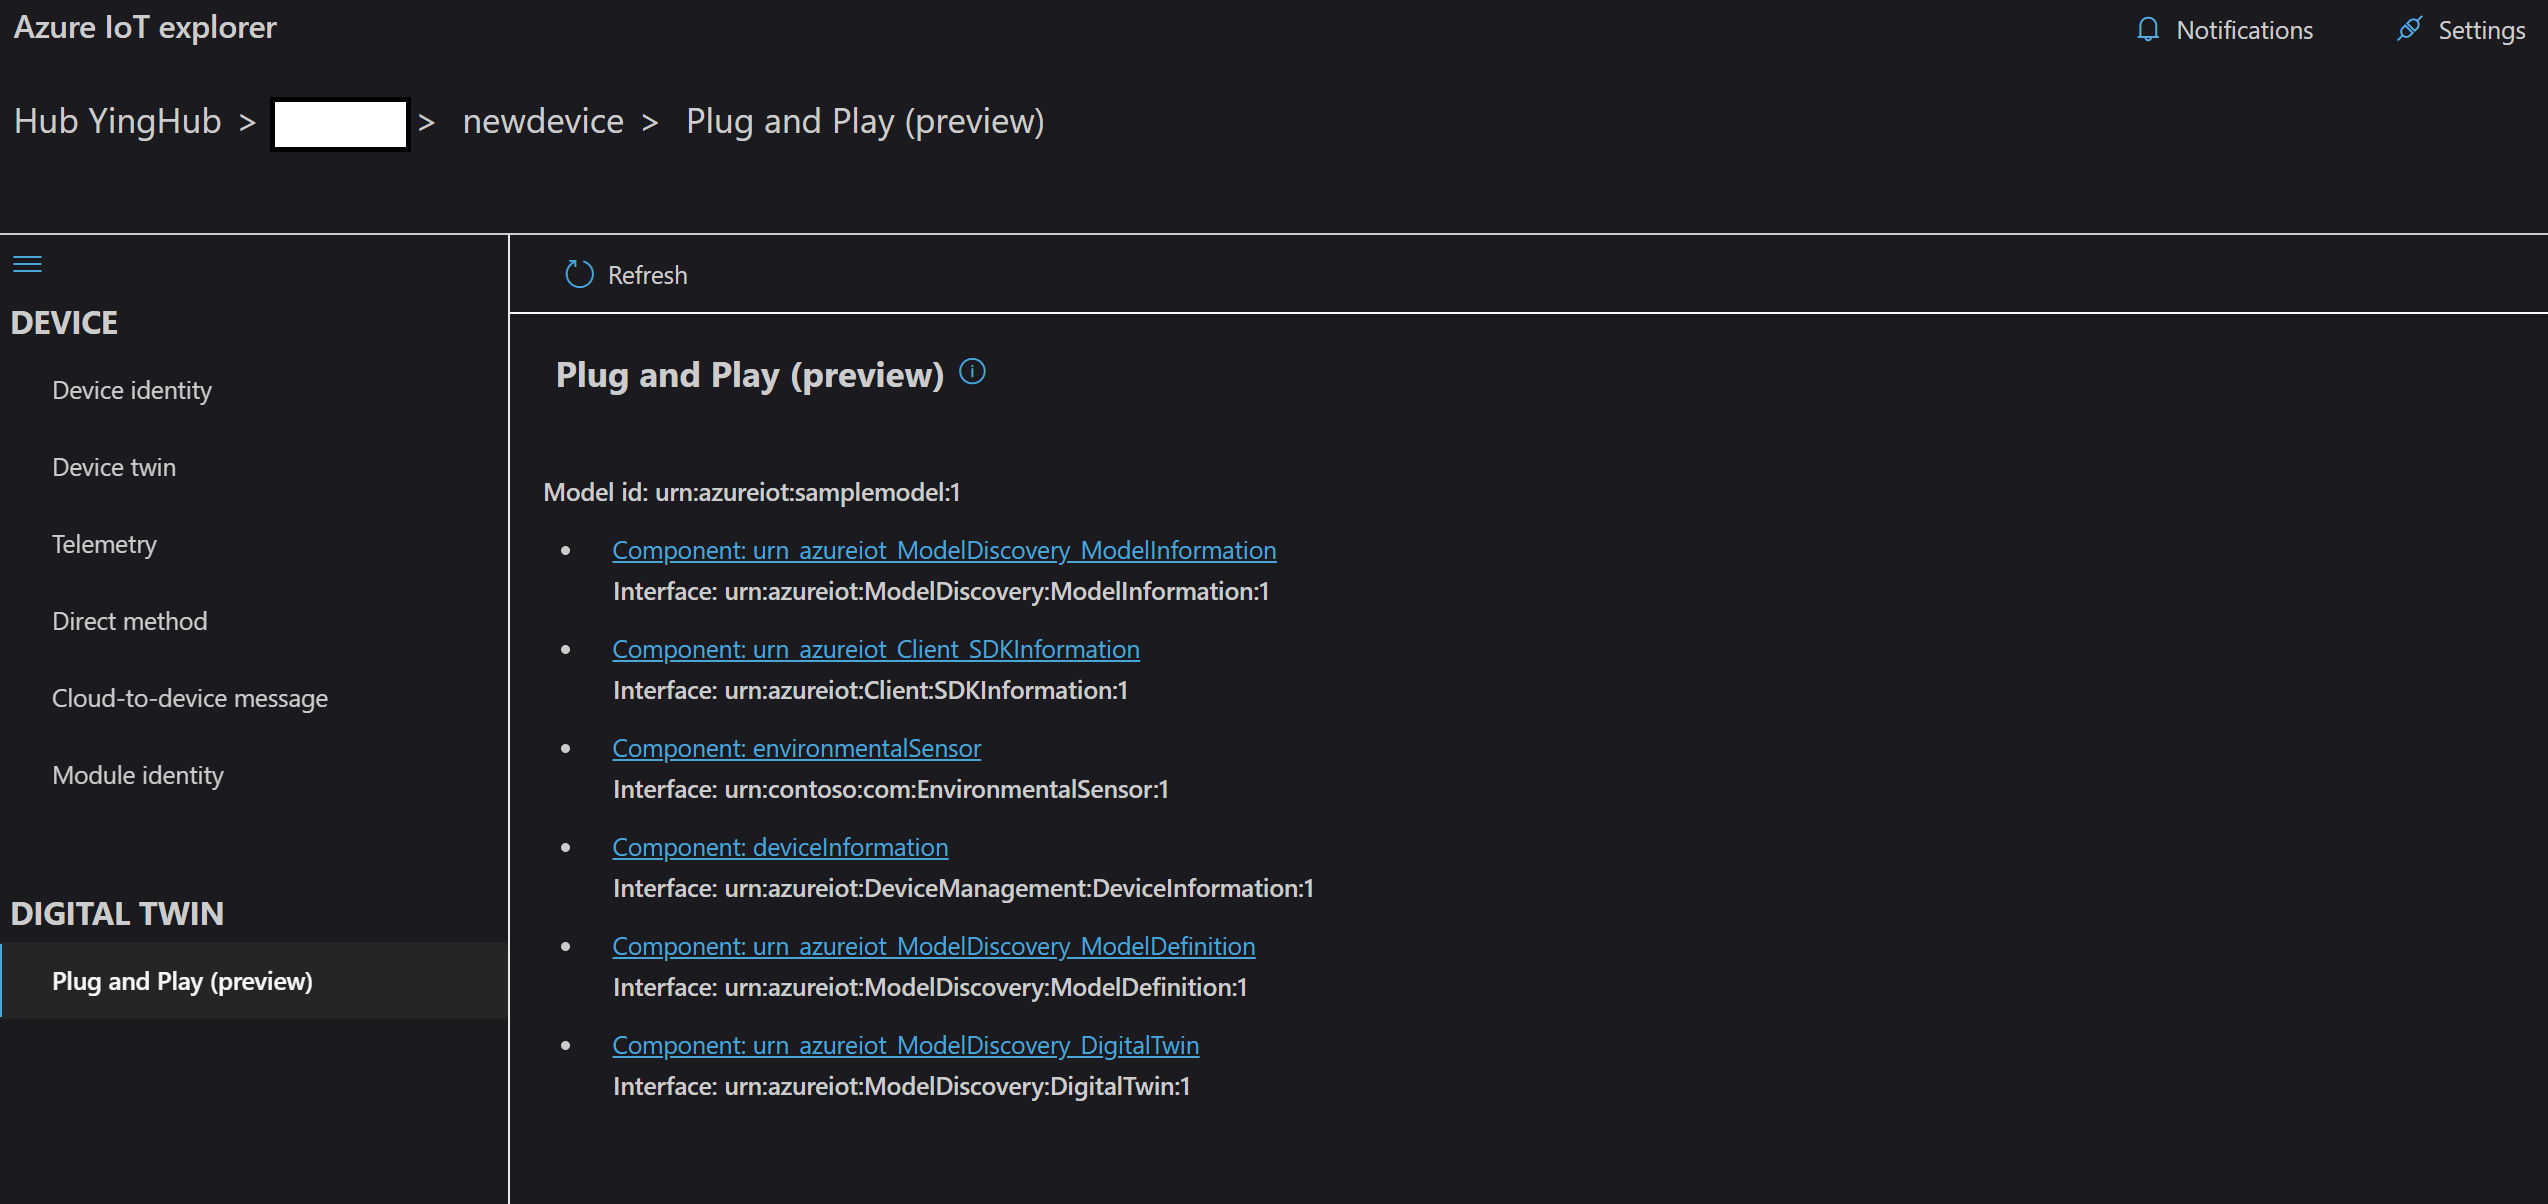 Azure IoT explorer
Notifications
Settings
Hub YingHub > > newdevice > Plug and Play (preview)
Refresh
DEVICE
Device identity
Device twin
Telemetry
Direct method
Cloud-to-device message
Module identity
DIGITAL TWIN
Plug and Play (preview)
Plug and Play (preview)
Model id: urn:azureiot:samplemodel:1
Component: urn_azureiot_ModelDiscovery_ModelInformation
Interface: urn:azureiot:ModelDiscovery:ModelInformation:1
Component: urn_azureiot_Client_SDKInformation
Interface: urn:azureiot:Client:SDKInformation:1
Component: environmentalSensor
Interface: urn:contoso:com:EnvironmentalSensor:1
Component: deviceInformation
Interface: urn:azureiot:DeviceManagement:DeviceInformation:1
Component: urn_azureiot_ModelDiscovery_ModelDefinition
Interface: urn:azureiot:ModelDiscovery:ModelDefinition:1
Component: urn_azureiot_ModelDiscovery_DigitalTwin
Interface: urn:azureiot:ModelDiscovery:DigitalTwin:1